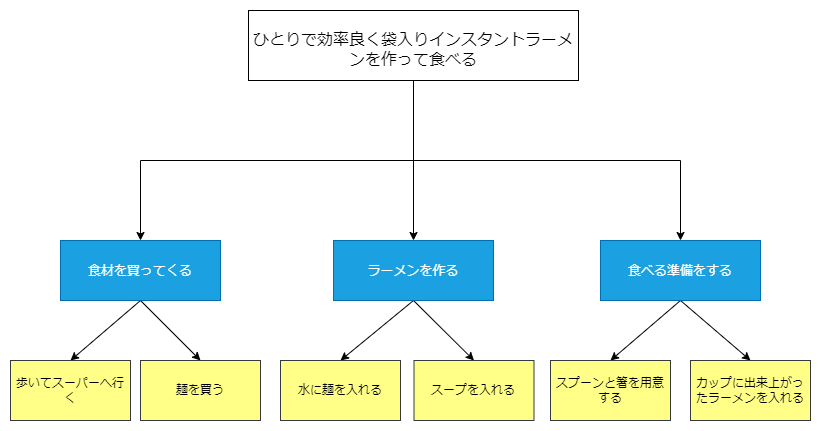 ひとりで効率良く袋入りインスタントラーメ
ンを作って食べる
食材を買ってくる
ラーメンを作る
食べる準備をする
歩いてスーパーへ行
く
麺を買う
水に麺を入れる
スープを入れる
スプーンと箸を用意
する
カップに出来上がっ
たラーメンを入れる